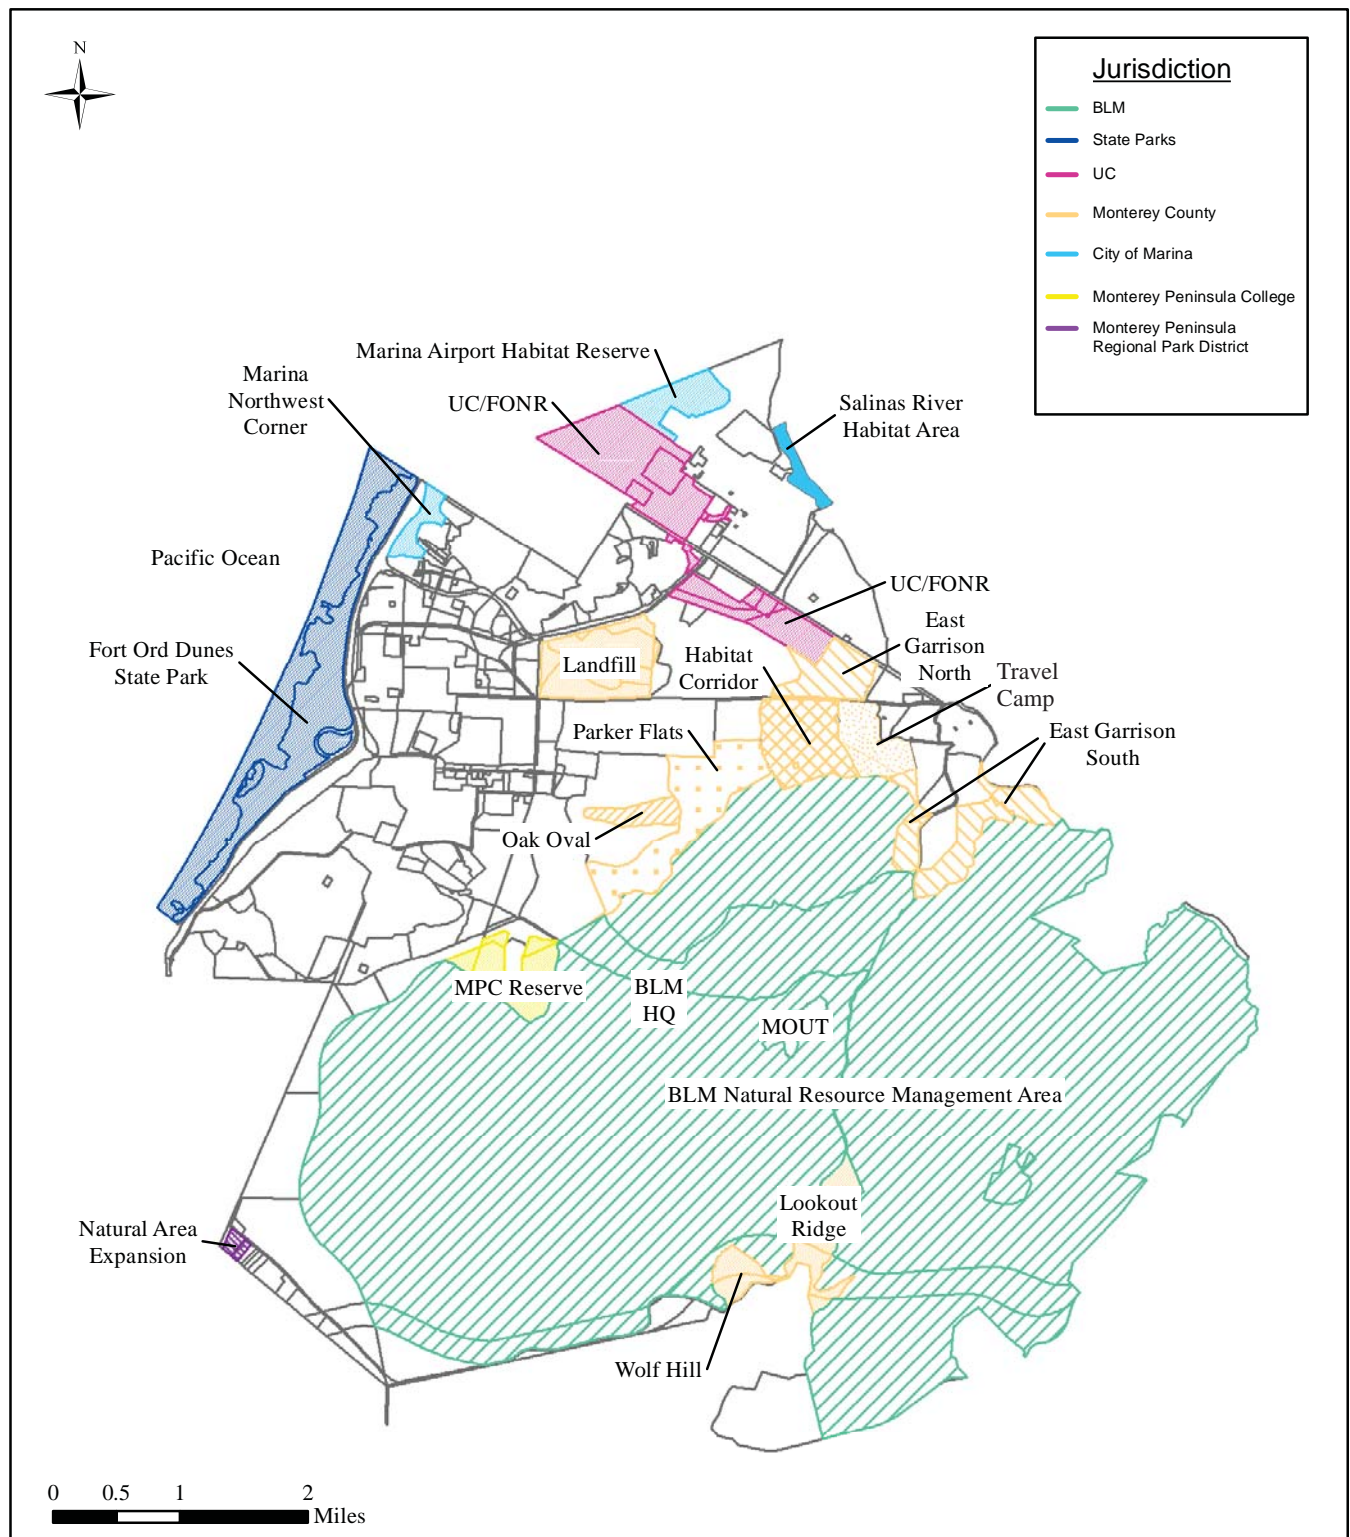 N
Jurisdiction
BLM
State Parks
UC
Monterey County
City of Marina
Monterey Peninsula College
Monterey Peninsula
Regional Park District
Marina Airport Habitat Reserve
Marina
Northwest
Corner
UC/FONR
Salinas River
Habitat Area
Pacific Ocean
UC/FONR
East
Garrison
North
Fort Ord Dunes
State Park
Landfill
Habitat
Corridor
Travel
Camp
Parker Flats
East Garrison
South
Oak Oval
MPC Reserve
BLM
HQ
MOUT
BLM Natural Resource Management Area
Lookout
Ridge
Natural Area
Expansion
Wolf Hill
0 0.5 1 2
Miles